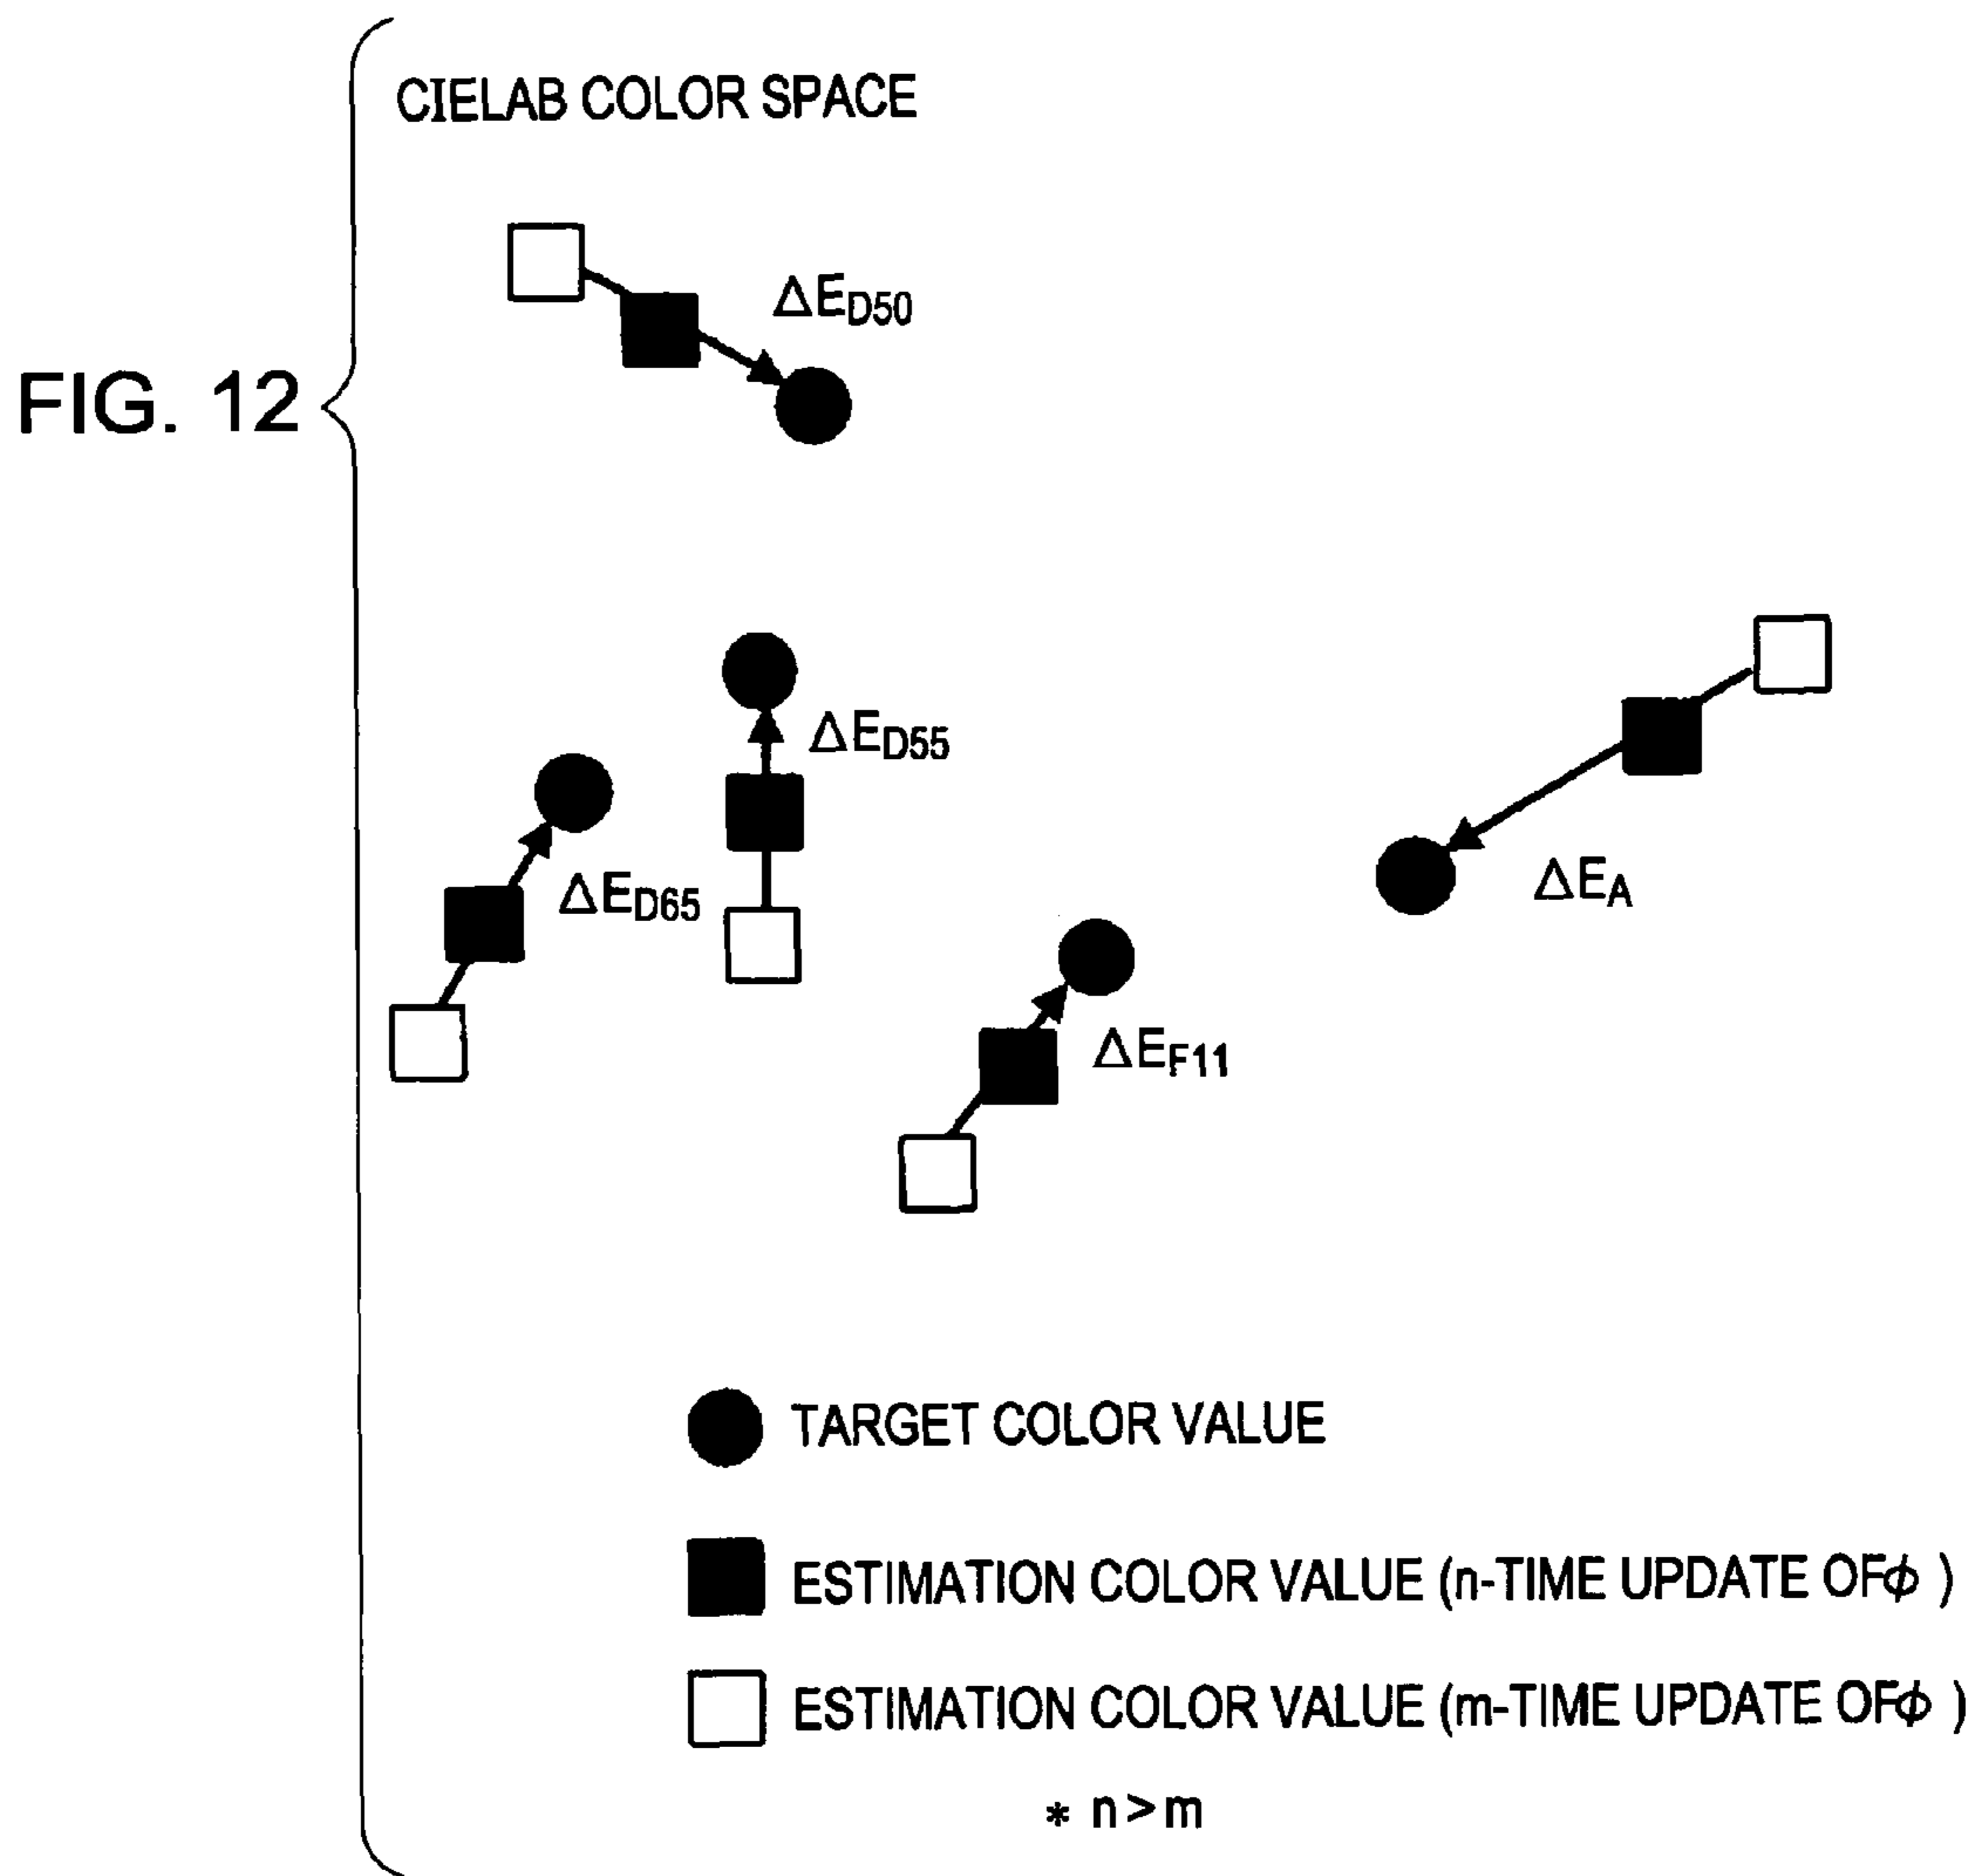 CIELAB COLOR SPACE
ΔED50
FIG. 12
ΔED55
ΔED65
ΔEA
ΔEF11
TARGET COLOR VALUE
ESTIMATION COLOR VALUE (n-TIME UPDATE OFϕ )
ESTIMATION COLOR VALUE (m-TIME UPDATE OFϕ )
* n>m